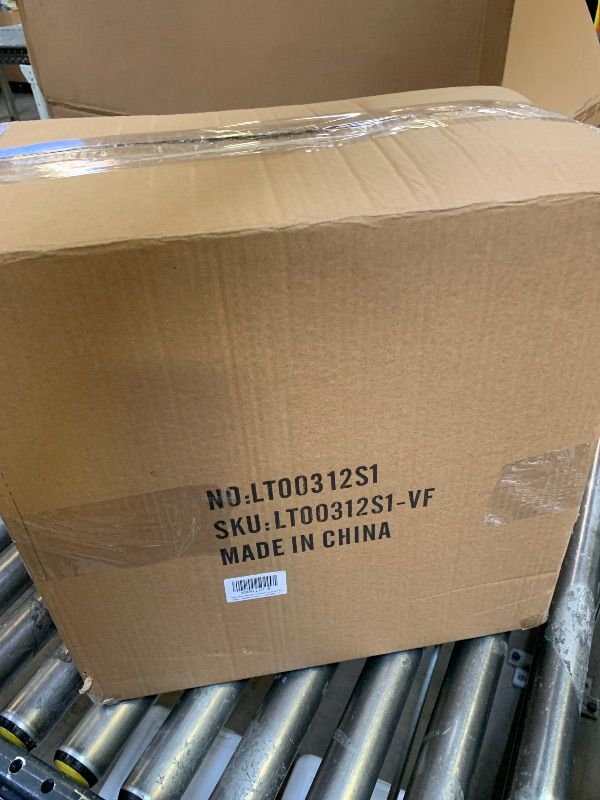 NO:LT00312S1
SKU:LT00312S1-VF
MADE IN CHINA